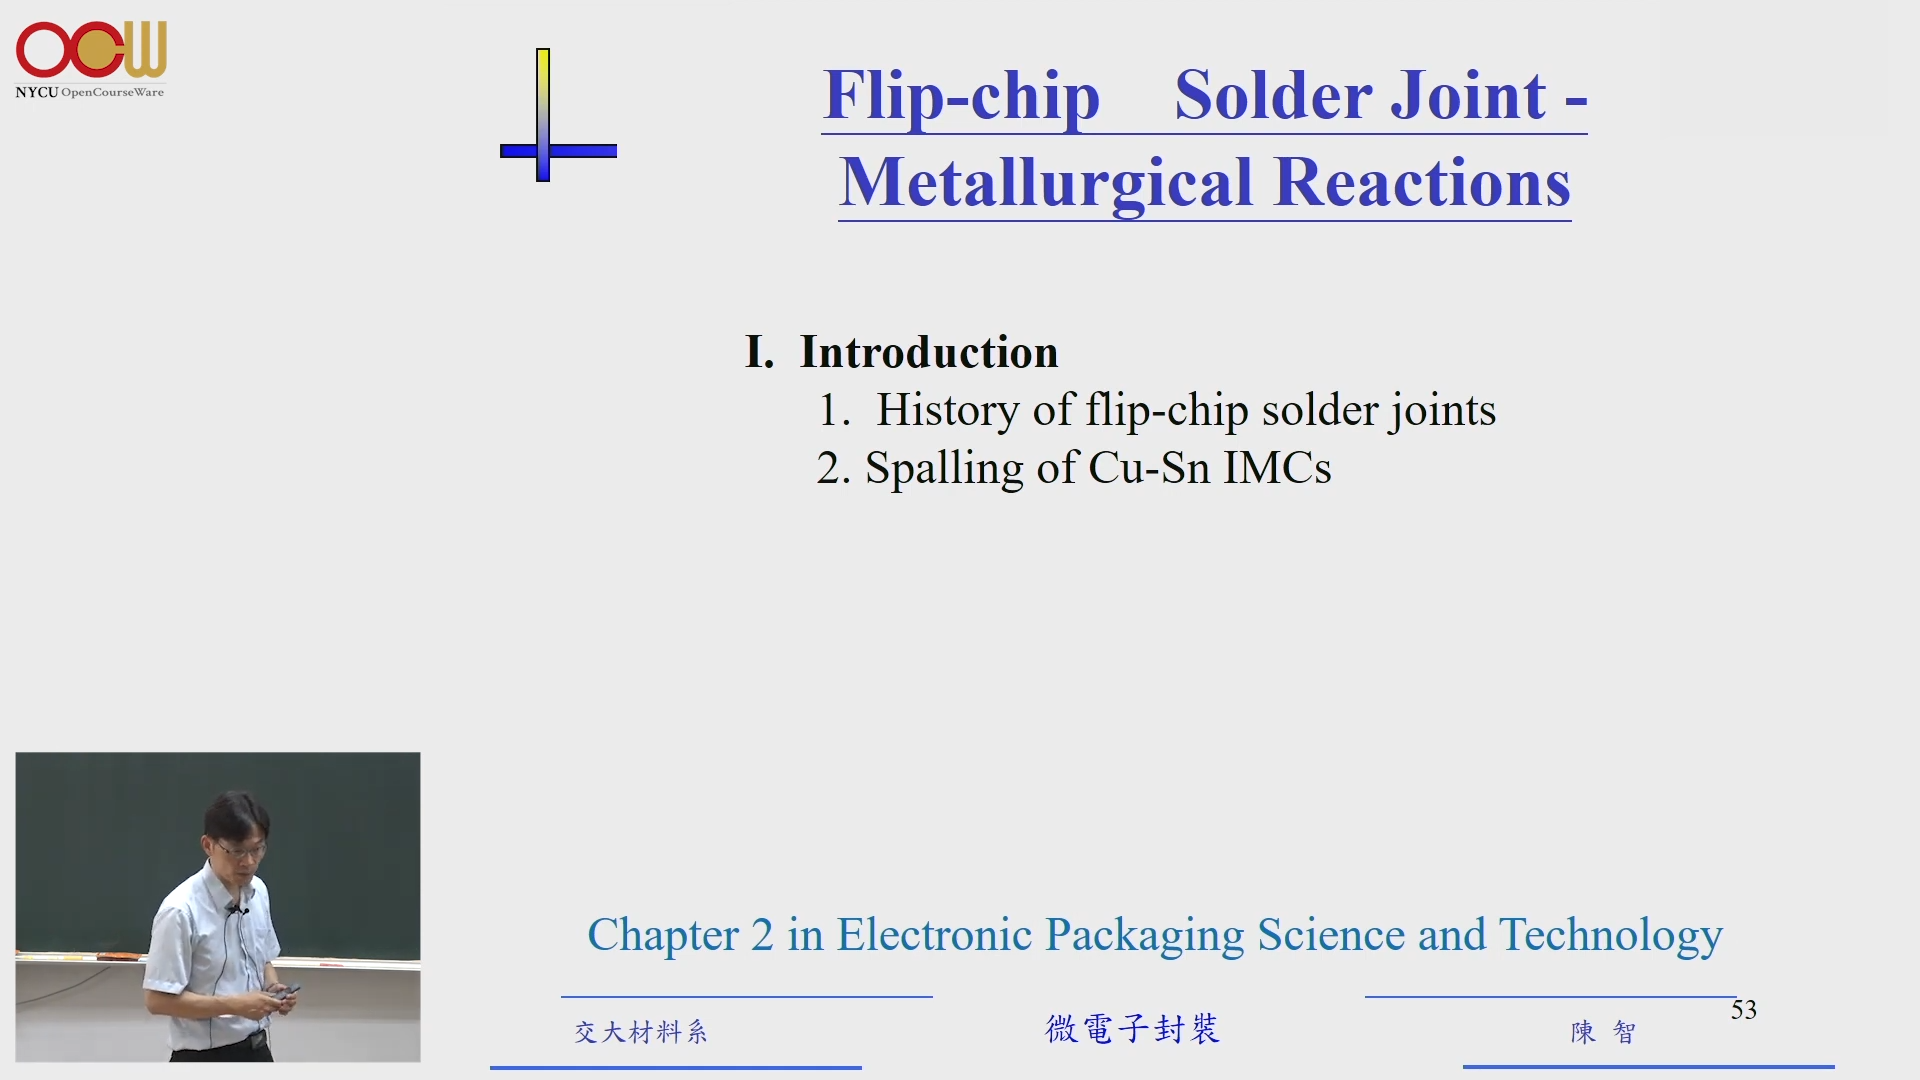 OCW
NYCU OpenCourseWare
Flip-chip Solder Joint -
Metallurgical Reactions
I. Introduction
1. History of flip-chip solder joints
2. Spalling of Cu-Sn IMCs
Chapter 2 in Electronic Packaging Science and Technology
53
交大材料系
微電子封裝
陳 智